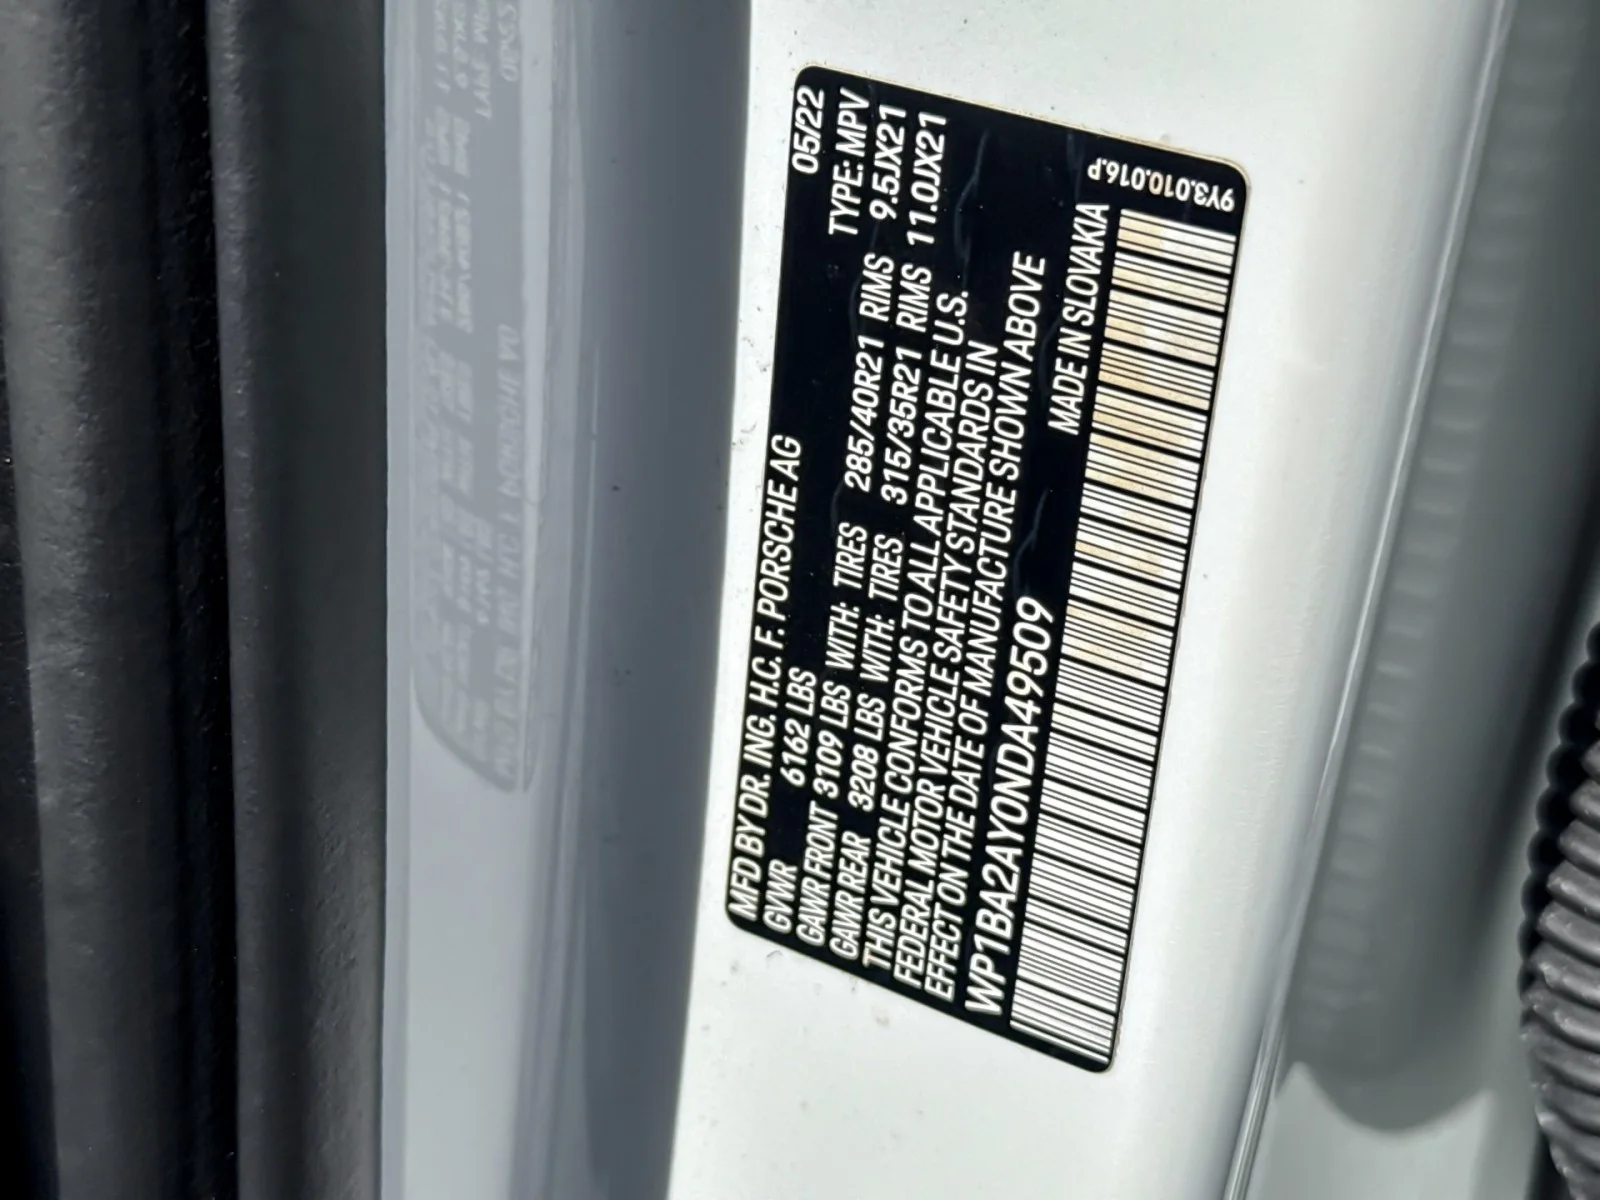 MFD BY DR. ING. H.C. F. PORSCHE AG 05/22
GVWR 6162 LBS TYPE: MPV
GAWR FRONT 3109 LBS WITH: TIRES 285/40R21 RIMS 9.5JX21
GAWR REAR 3208 LBS WITH: TIRES 315/35R21 RIMS 11.0JX21
THIS VEHICLE CONFORMS TO ALL APPLICABLE U.S.
FEDERAL MOTOR VEHICLE SAFETY STANDARDS IN
EFFECT ON THE DATE OF MANUFACTURE SHOWN ABOVE
WP1BA2AY0NDA49509 MADE IN SLOVAKIA
9Y3.010.016.P